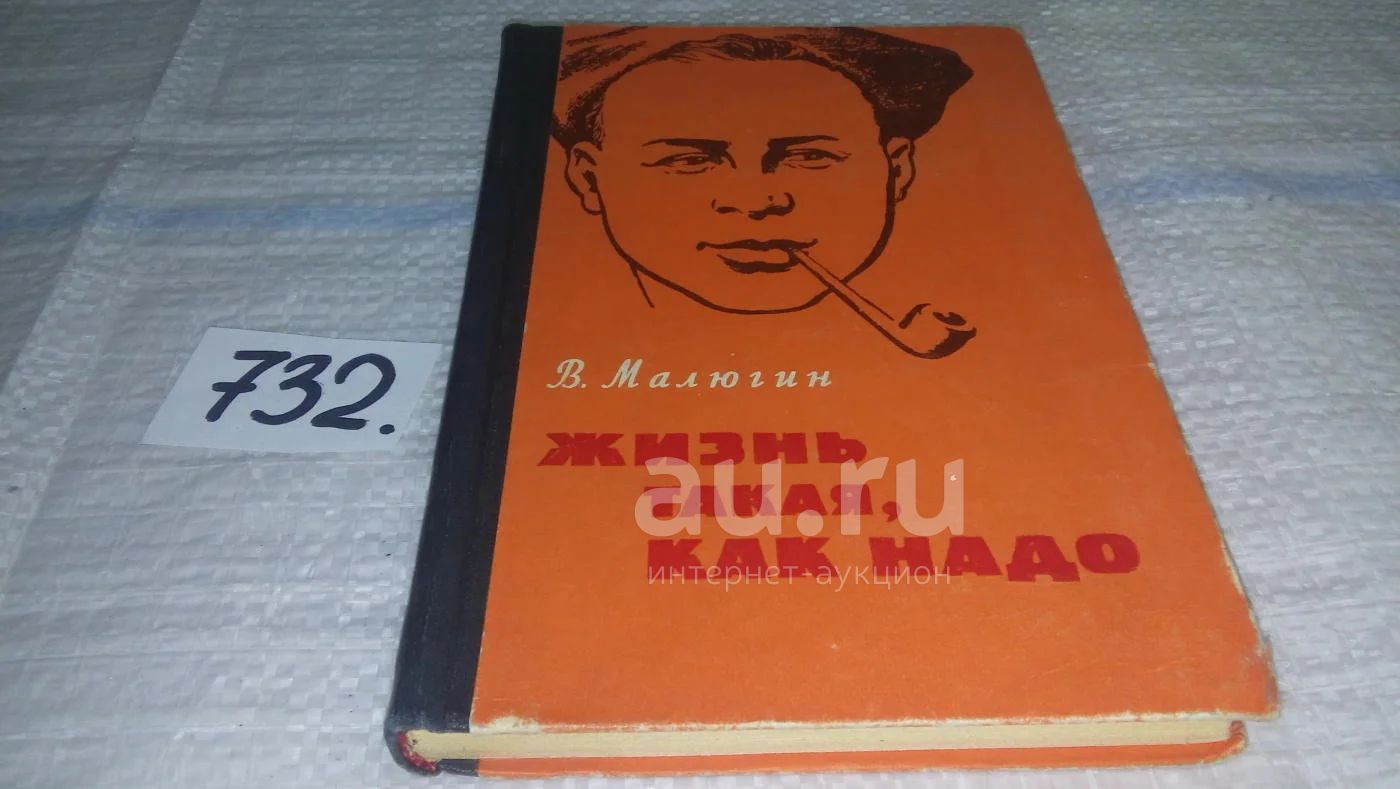 732.
В. Малюгин
ЖИЗНЬ
ТАКАЯ,
КАК НАДО
au.ru
интернет-аукцион